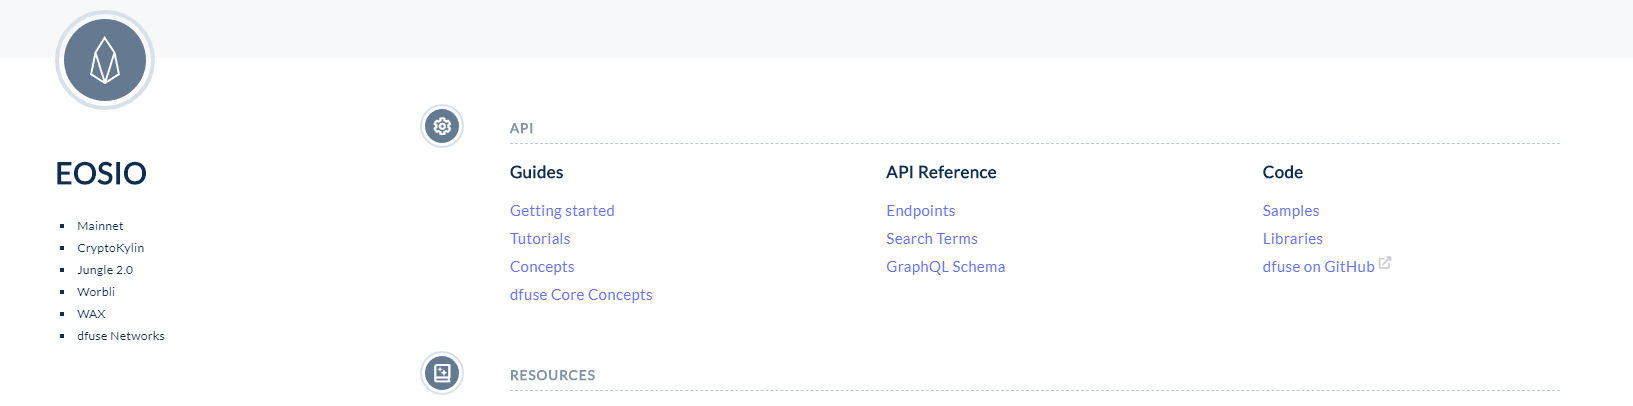 EOSIO
Mainnet
CryptoKylin
Jungle 2.0
Worbli
WAX
dfuse Networks
API
Guides
Getting started
Tutorials
Concepts
dfuse Core Concepts
API Reference
Endpoints
Search Terms
GraphQL Schema
Code
Samples
Libraries
dfuse on GitHub
RESOURCES